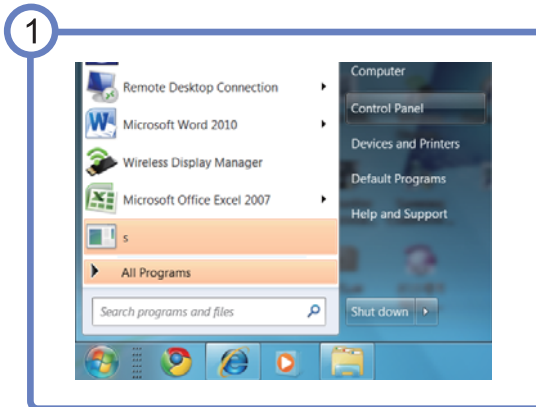 1
Remote Desktop Connection
Microsoft Word 2010
Wireless Display Manager
Microsoft Office Excel 2007
s
All Programs
Search programs and files
Computer
Control Panel
Devices and Printers
Default Programs
Help and Support
Shut down